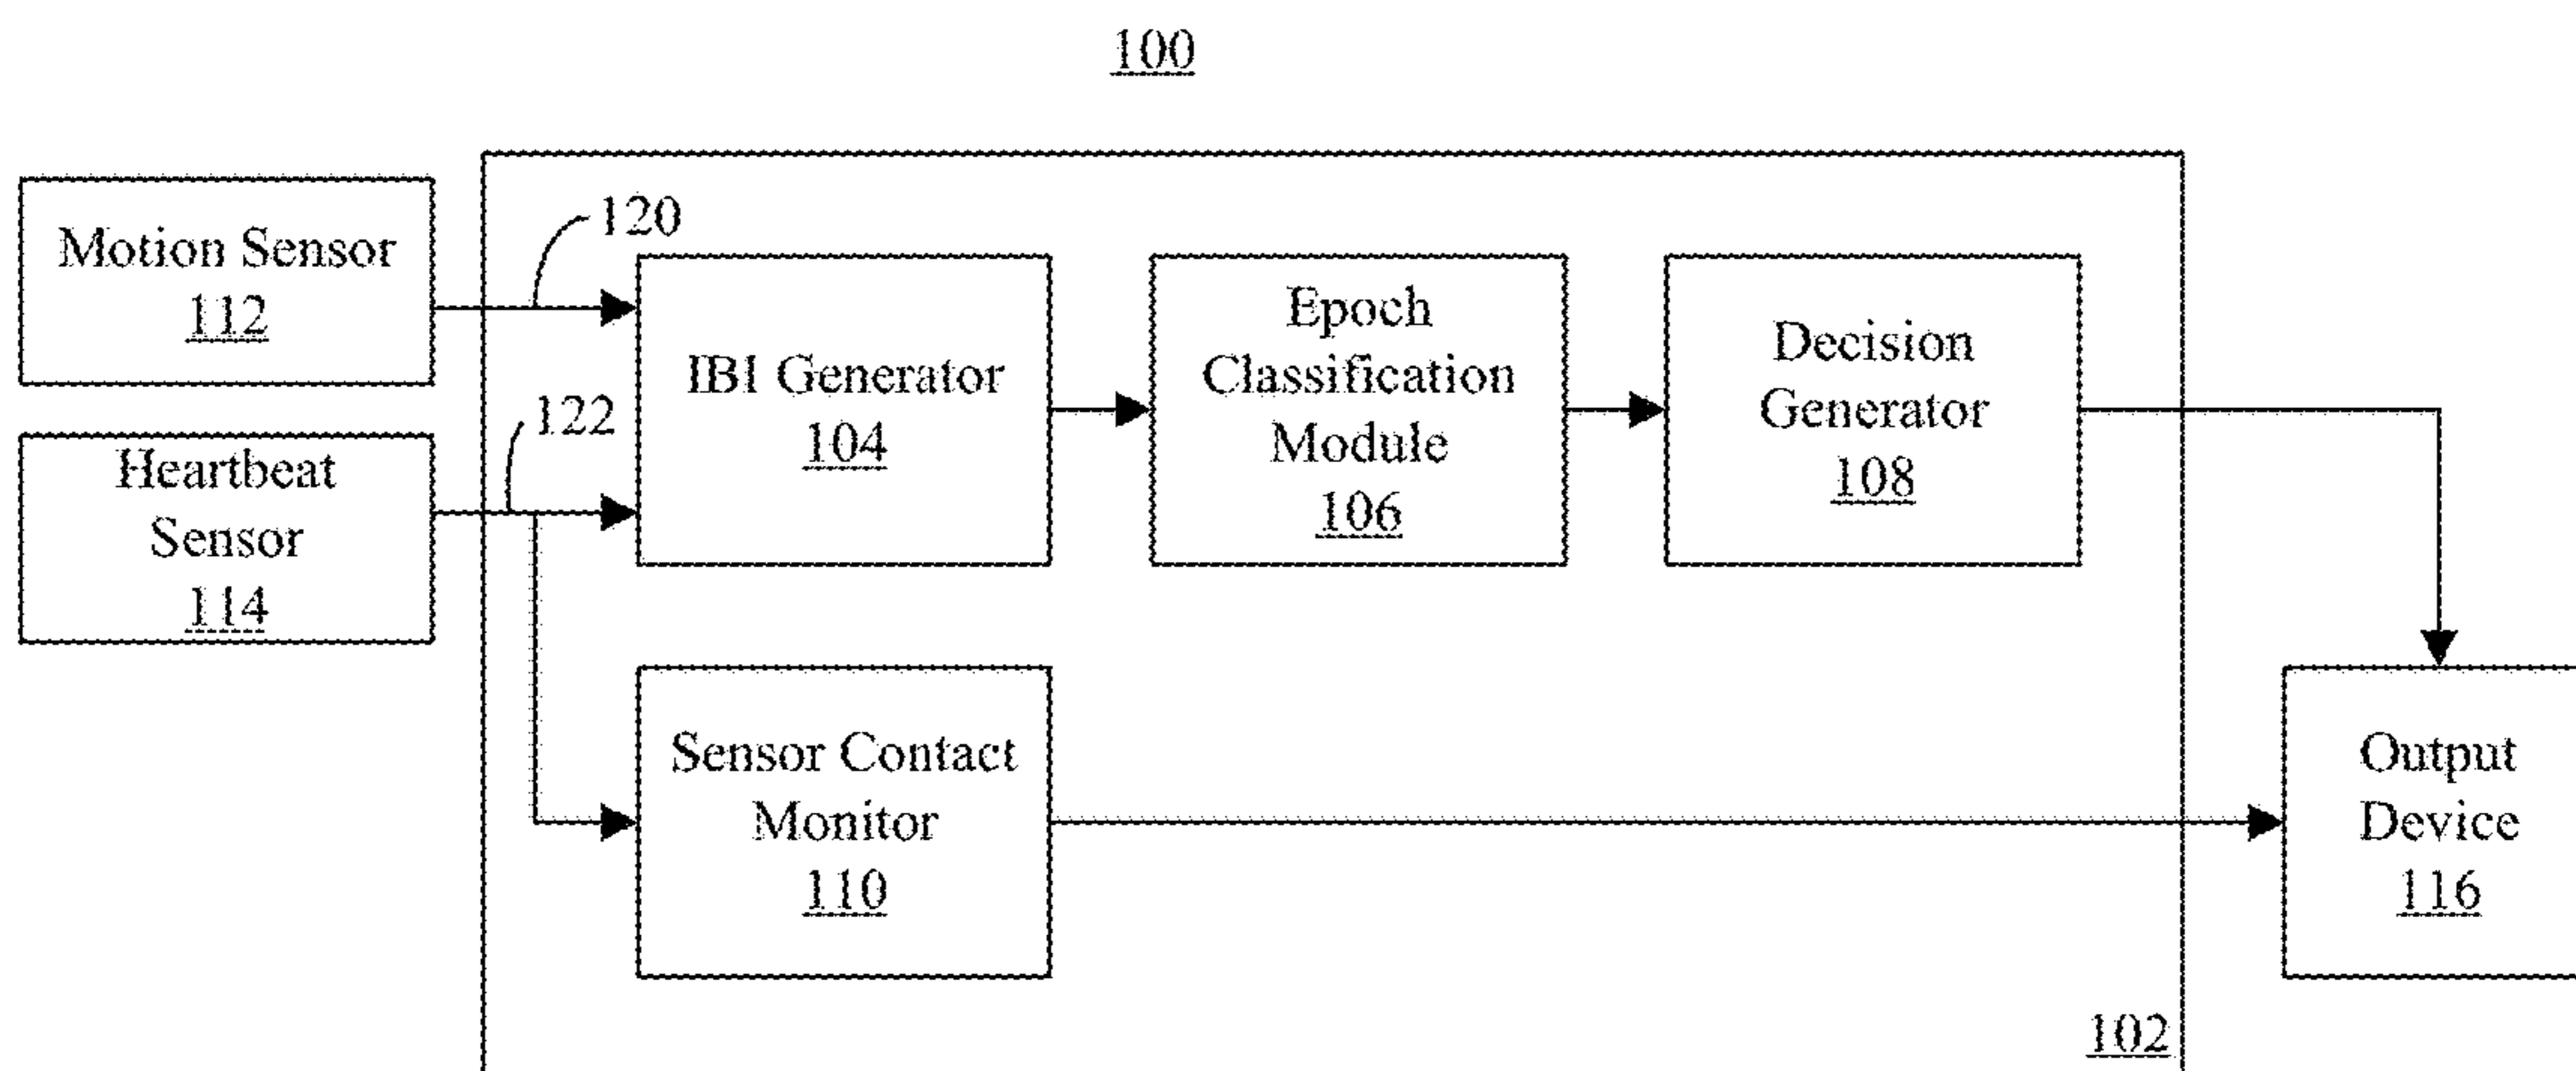 100
Motion Sensor
112
120
Heartbeat
Sensor
114
122
IBI Generator
104
Epoch
Classification
Module
106
Decision
Generator
108
Sensor Contact
Monitor
110
Output
Device
116
102